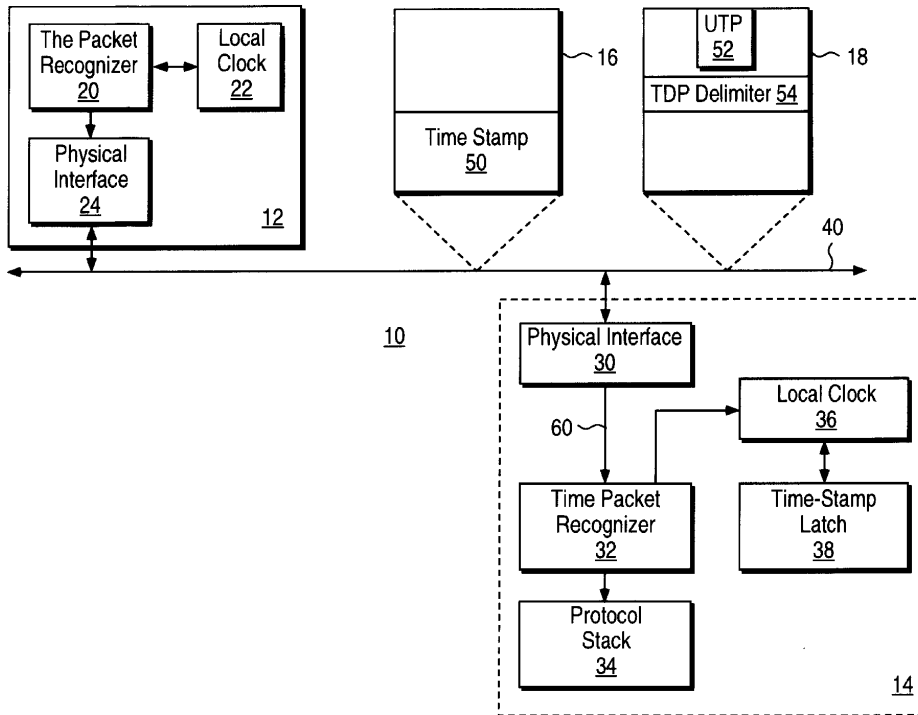 The Packet
Recognizer
20
Local
Clock
22
Physical
Interface
24
12
Time Stamp
50
16
UTP
52
TDP Delimiter 54
18
40
10
Physical Interface
30
60
Local Clock
36
Time Packet
Recognizer
32
Time-Stamp
Latch
38
Protocol
Stack
34
14